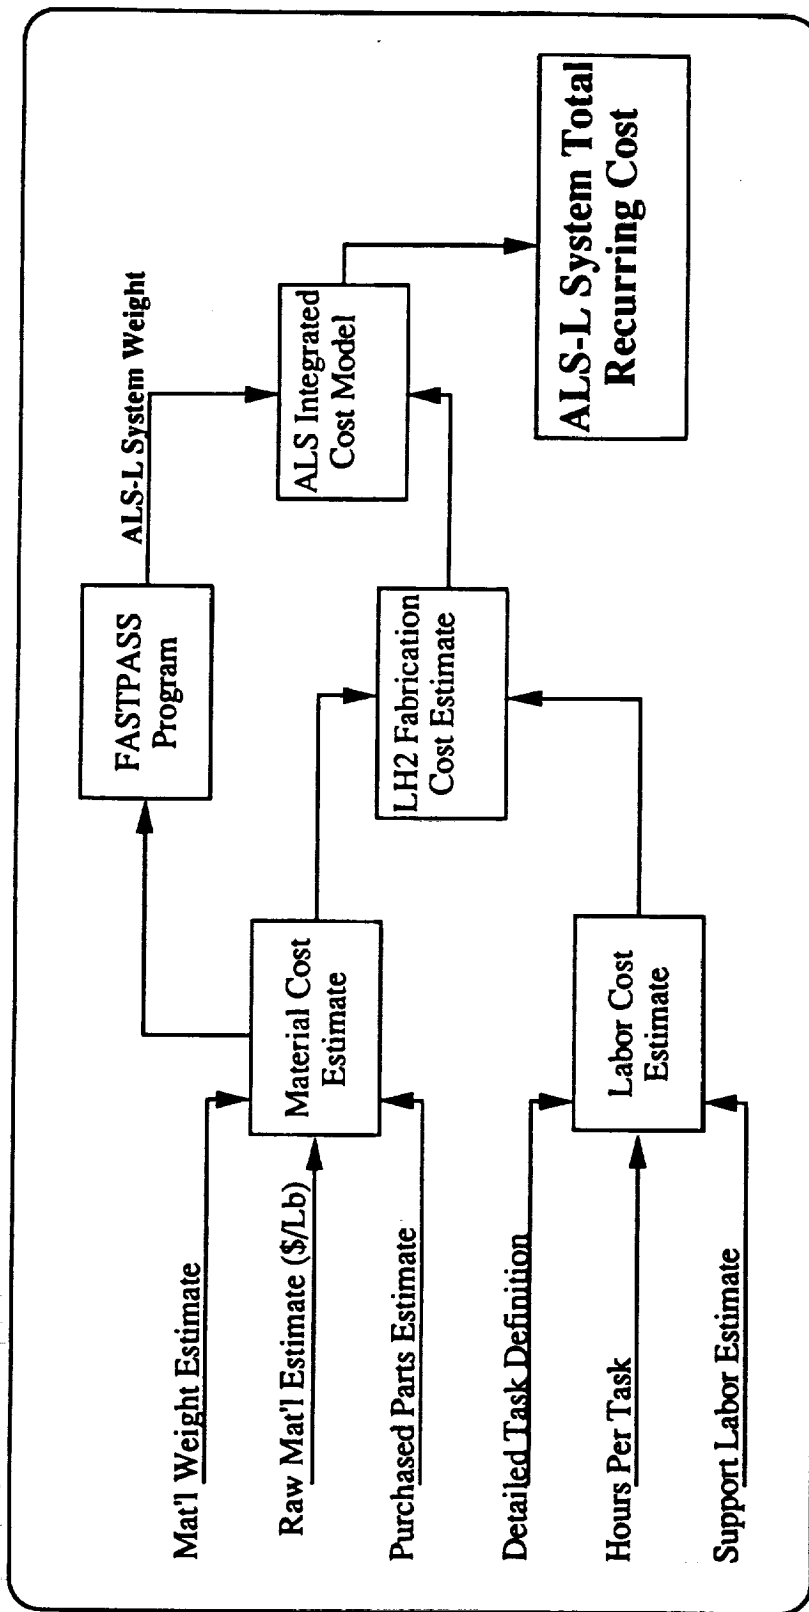 Mat'l Weight Estimate
Raw Mat'l Estimate ($/Lb)
Purchased Parts Estimate
Detailed Task Definition
Hours Per Task
Support Labor Estimate
Material Cost
Estimate
Labor Cost
Estimate
FASTPASS
Program
LH2 Fabrication
Cost Estimate
ALS-L System Weight
ALS Integrated
Cost Model
ALS-L System Total
Recurring Cost